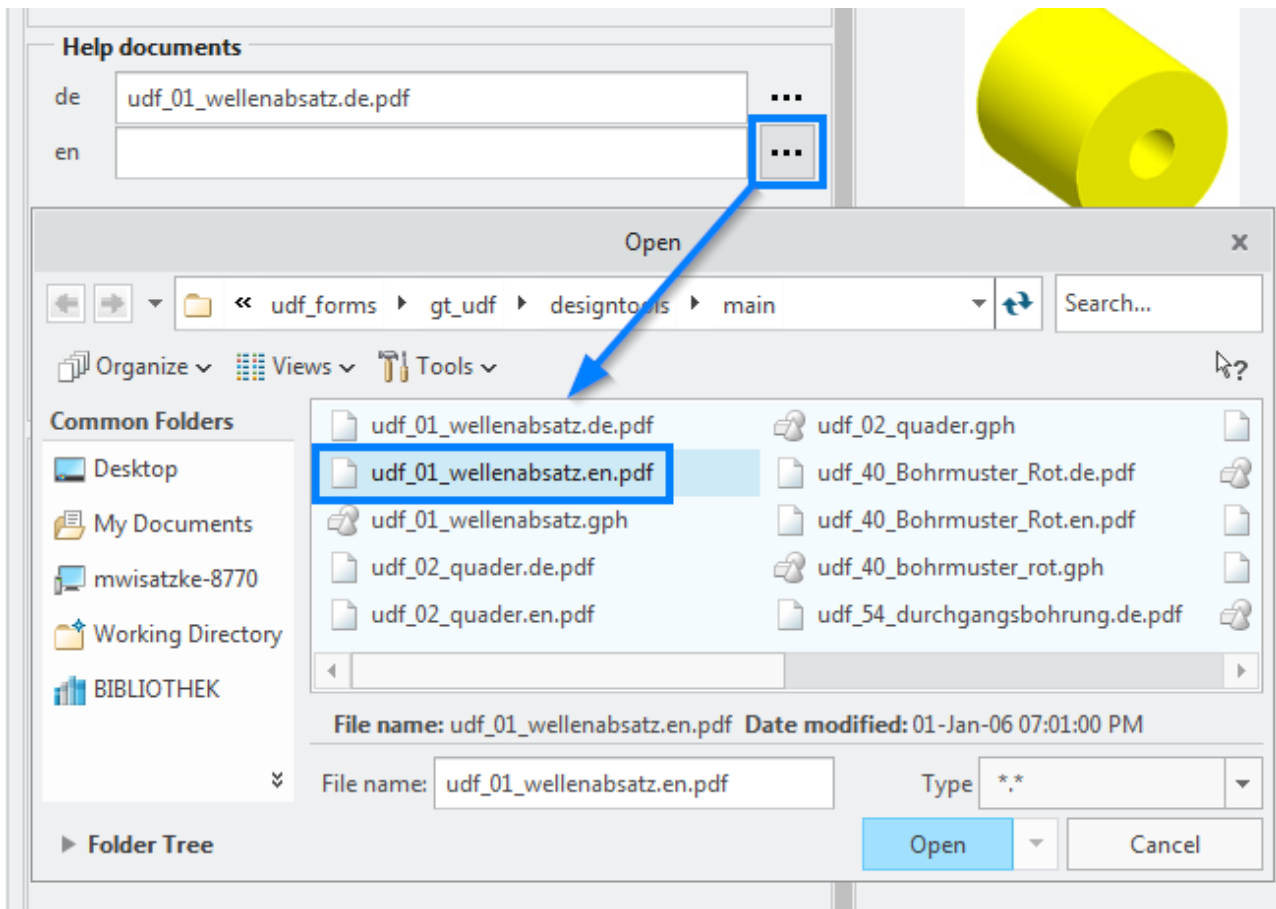 Help documents
de udf_01_wellenabsatz.de.pdf ...
en ...
Open x
« udf_forms gt_udf designtools main Search...
Organize Views Tools ?
Common Folders
Desktop
My Documents
mwisatzke-8770
Working Directory
BIBLIOTHEK
udf_01_wellenabsatz.de.pdf udf_02_quader.gph
udf_01_wellenabsatz.en.pdf udf_40_Bohrmuster_Rot.de.pdf
udf_01_wellenabsatz.gph udf_40_Bohrmuster_Rot.en.pdf
udf_02_quader.de.pdf udf_40_bohrmuster_rot.gph
udf_02_quader.en.pdf udf_54_durchgangsbohrung.de.pdf
File name: udf_01_wellenabsatz.en.pdf Date modified: 01-Jan-06 07:01:00 PM
File name: udf_01_wellenabsatz.en.pdf Type *.*
Folder Tree Open Cancel